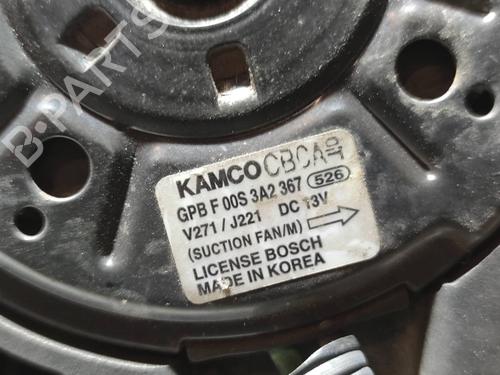 B-PARTS
KAMCO CBCA
GPB F 00S 3A2 367 526
V271 / J221 DC 13V
(SUCTION FAN/M)
LICENSE BOSCH
MADE IN KOREA